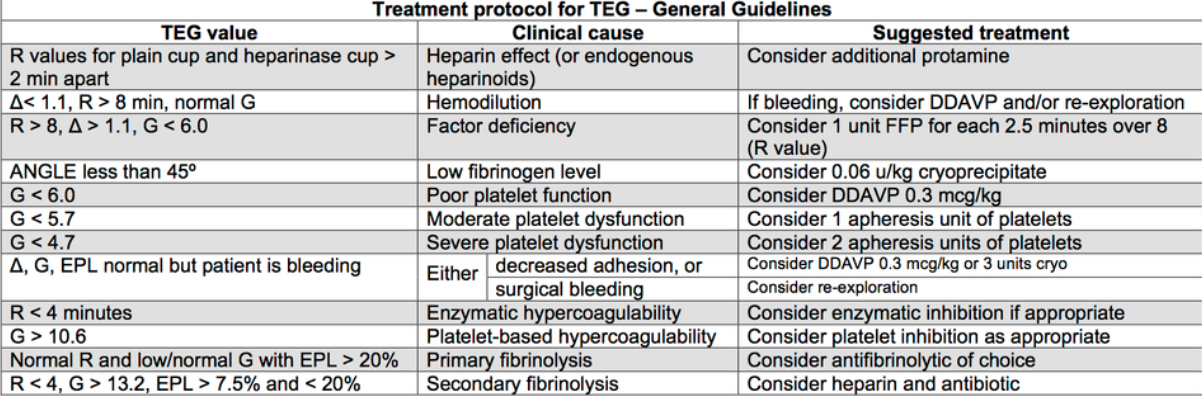 Treatment protocol for TEG – General Guidelines
TEG value Clinical cause Suggested treatment
R values for plain cup and heparinase cup > Heparin effect (or endogenous Consider additional protamine
2 min apart heparinoids)
Δ< 1.1, R > 8 min, normal G Hemodilution If bleeding, consider DDAVP and/or re-exploration
R > 8, Δ > 1.1, G < 6.0 Factor deficiency Consider 1 unit FFP for each 2.5 minutes over 8
(R value)
ANGLE less than 45º Low fibrinogen level Consider 0.06 u/kg cryoprecipitate
G < 6.0 Poor platelet function Consider DDAVP 0.3 mcg/kg
G < 5.7 Moderate platelet dysfunction Consider 1 apheresis unit of platelets
G < 4.7 Severe platelet dysfunction Consider 2 apheresis units of platelets
Δ, G, EPL normal but patient is bleeding Either decreased adhesion, or Consider DDAVP 0.3 mcg/kg or 3 units cryo
surgical bleeding Consider re-exploration
R < 4 minutes Enzymatic hypercoagulability Consider enzymatic inhibition if appropriate
G > 10.6 Platelet-based hypercoagulability Consider platelet inhibition as appropriate
Normal R and low/normal G with EPL > 20% Primary fibrinolysis Consider antifibrinolytic of choice
R < 4, G > 13.2, EPL > 7.5% and < 20% Secondary fibrinolysis Consider heparin and antibiotic